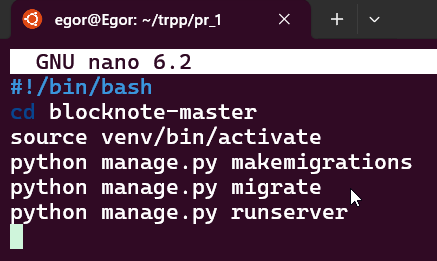 egor@Egor: ~/trpp/pr_1
GNU nano 6.2
#!/bin/bash
cd blocknote-master
source venv/bin/activate
python manage.py makemigrations
python manage.py migrate
python manage.py runserver